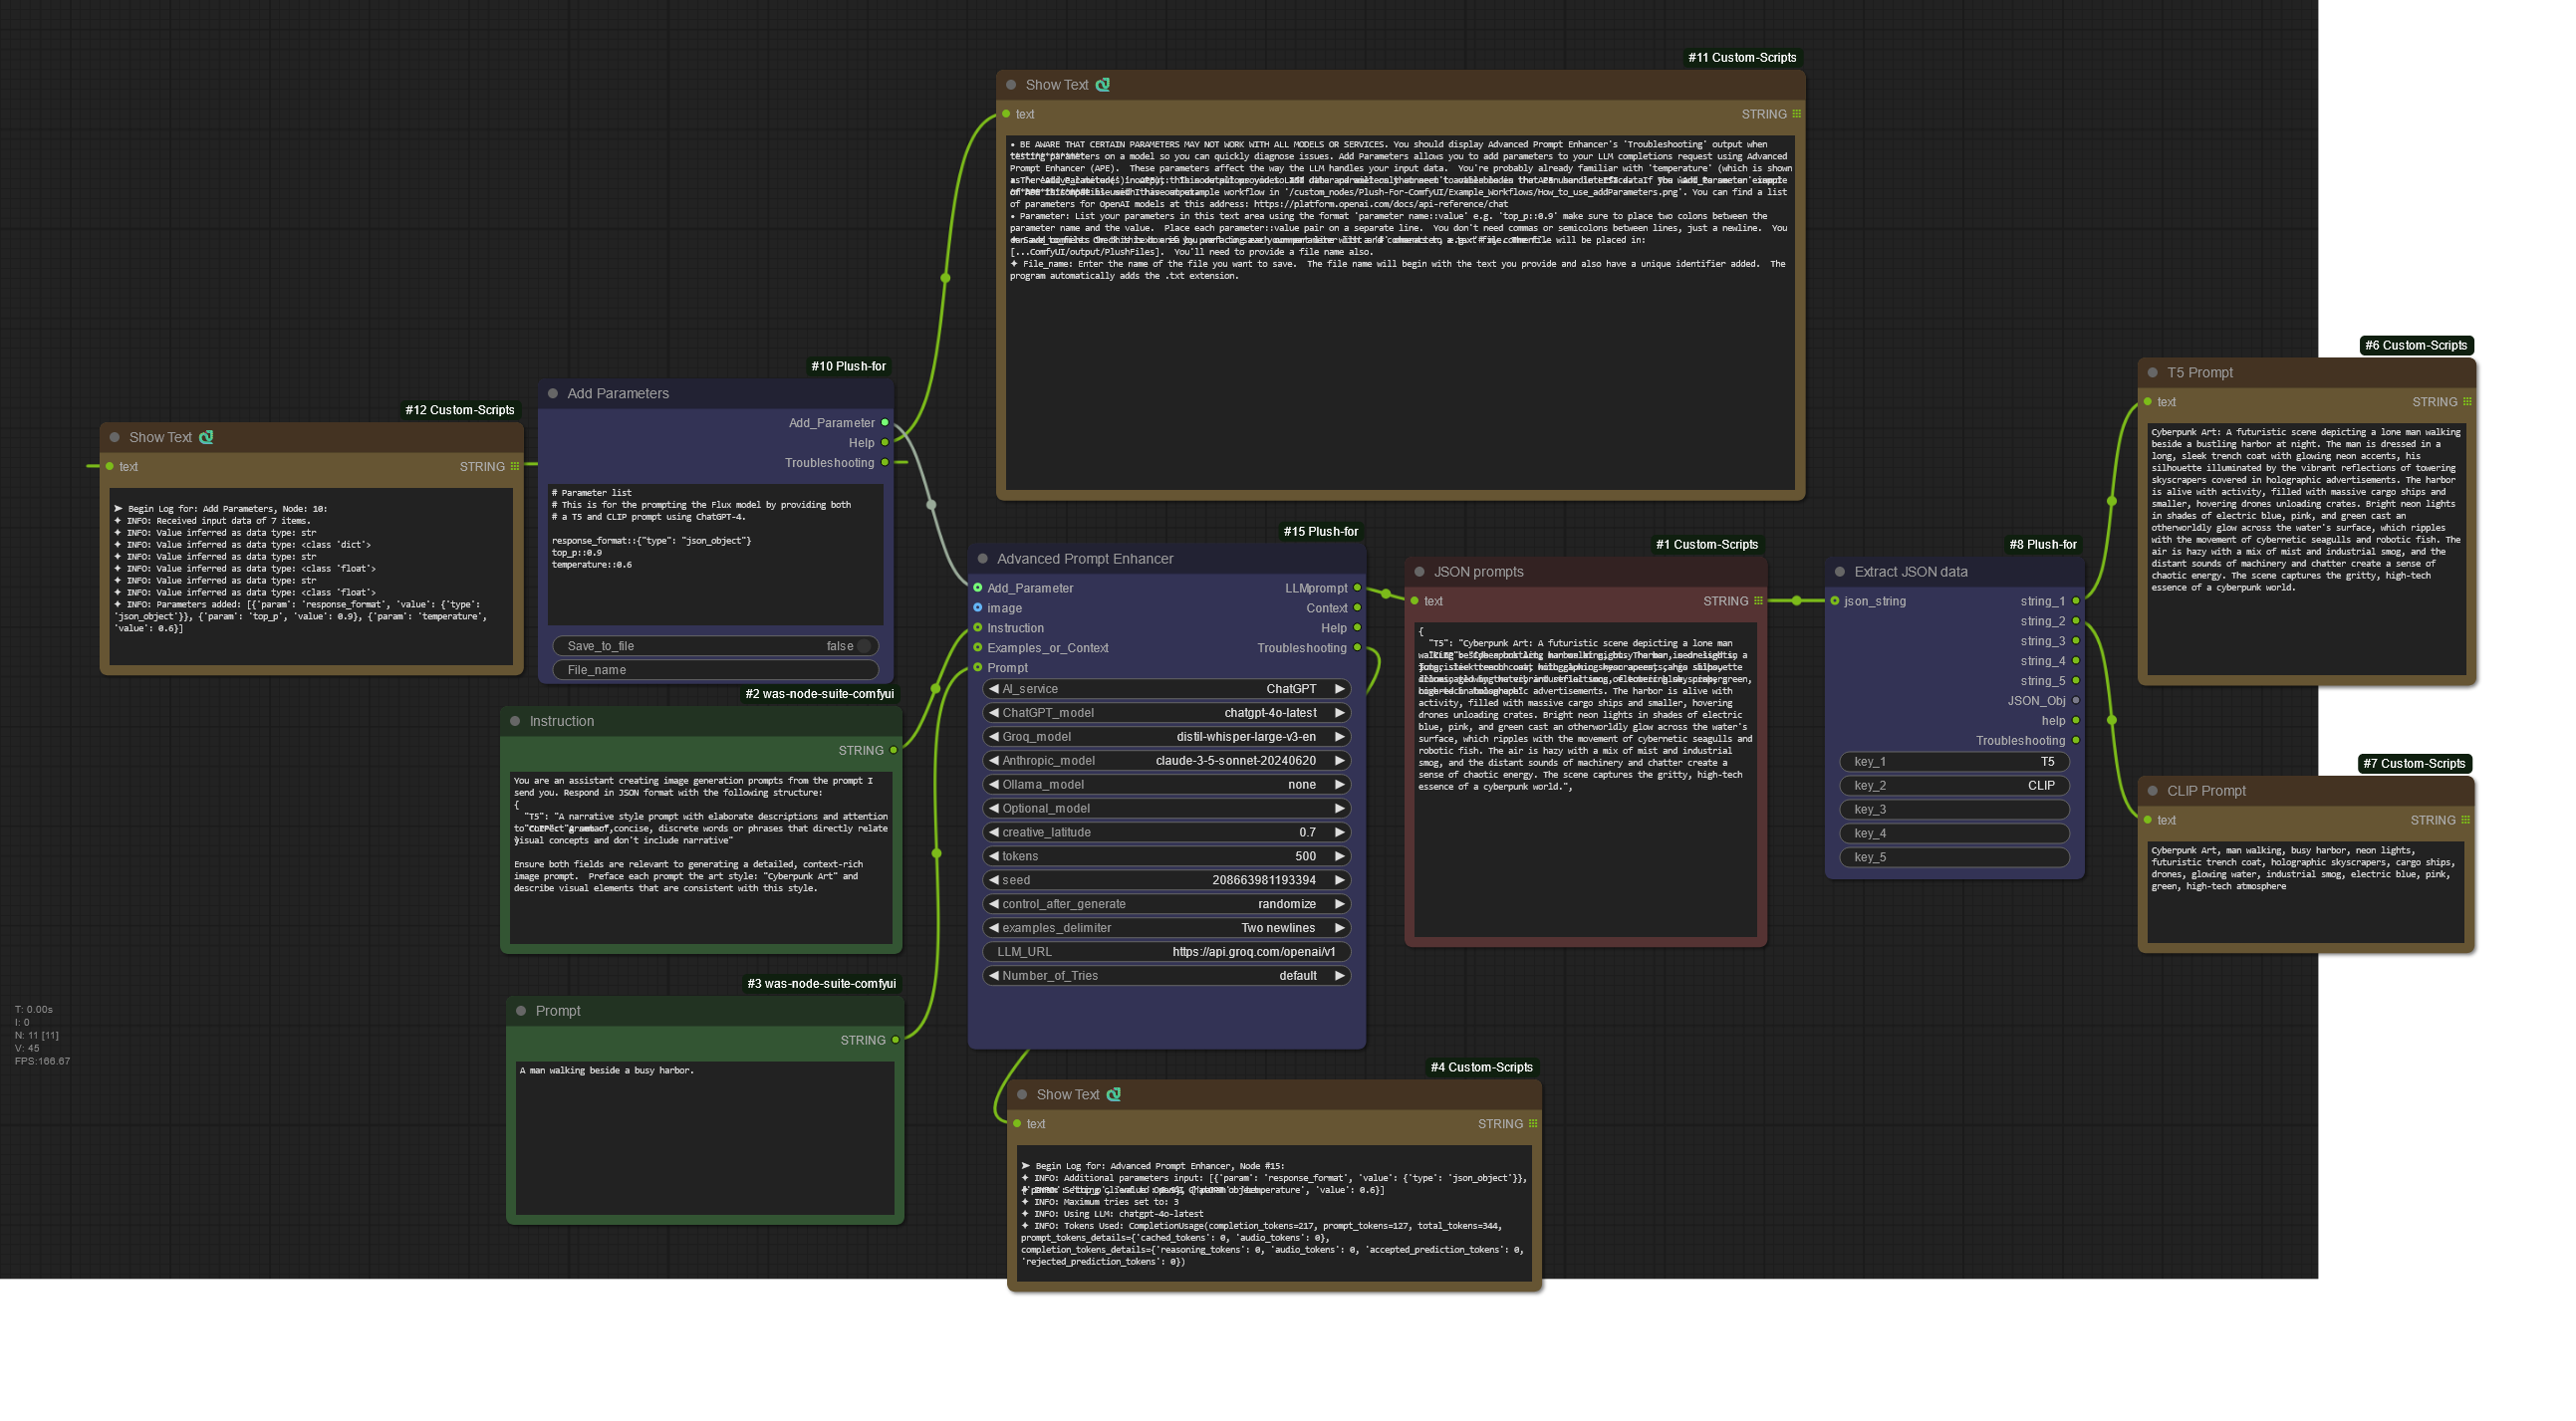 #11 Custom-Scripts
Show Text
text
STRING
• BE AWARE THAT CERTAIN PARAMETERS MAY NOT WORK WITH ALL MODELS OR SERVICES. You should display Advanced Prompt Enhancer's 'Troubleshooting' output when
testing parameters on a model so you can quickly diagnose issues. Add Parameters allows you to add parameters to your LLM completions request using Advanced
Prompt Enhancer (APE).  These parameters affect the way the LLM handles your input data.  You're probably already familiar with 'temperature' (which is shown
workflow in '/custom_nodes/Plush-For-ComfyUI/Example_Workflows/How_to_use_addParameters.png'. You can find a list
of parameters for OpenAI models at this address: https://platform.openai.com/docs/api-reference/chat
• Parameter: List your parameters in this text area using the format 'parameter name::value' e.g. 'top_p::0.9' make sure to place two colons between the
parameter name and the value.  Place each parameter::value pair on a separate line.  You don't need commas or semicolons between lines, just a newline.  You
file will be placed in:
[...ComfyUI/output/PlushFiles].  You'll need to provide a file name also.
✦ File_name: Enter the name of the file you want to save.  The file name will begin with the text you provide and also have a unique identifier added.  The
program automatically adds the .txt extension.
#12 Custom-Scripts
Show Text
text
STRING
➤ Begin Log for: Add Parameters, Node: 10:
✦ INFO: Received input data of 7 items.
✦ INFO: Value inferred as data type: str
✦ INFO: Value inferred as data type: <class 'dict'>
✦ INFO: Value inferred as data type: str
✦ INFO: Value inferred as data type: <class 'float'>
✦ INFO: Value inferred as data type: str
✦ INFO: Value inferred as data type: <class 'float'>
✦ INFO: Parameters added: [{'param': 'response_format', 'value': {'type':
'json_object'}}, {'param': 'top_p', 'value': 0.9}, {'param': 'temperature',
'value': 0.6}]
#10 Plush-for
Add Parameters
Add_Parameter
Help
Troubleshooting
# Parameter list
# This is for the prompting the Flux model by providing both
# a T5 and CLIP prompt using ChatGPT-4.
response_format::{"type": "json_object"}
top_p::0.9
temperature::0.6
Save_to_file false
File_name
#2 was-node-suite-comfyui
Instruction
STRING
You are an assistant creating image generation prompts from the prompt I
send you. Respond in JSON format with the following structure:
{
"T5": "A narrative style prompt with elaborate descriptions and attention
concise, discrete words or phrases that directly relate
visual concepts and don't include narrative"
Ensure both fields are relevant to generating a detailed, context-rich
image prompt.  Preface each prompt the art style: "Cyberpunk Art" and
describe visual elements that are consistent with this style.
#3 was-node-suite-comfyui
Prompt
STRING
A man walking beside a busy harbor.
#15 Plush-for
Advanced Prompt Enhancer
Add_Parameter LLMprompt
image Context
Instruction Help
Examples_or_Context Troubleshooting
Prompt
AI_service ChatGPT
ChatGPT_model chatgpt-4o-latest
Groq_model distil-whisper-large-v3-en
Anthropic_model claude-3-5-sonnet-20240620
Ollama_model none
Optional_model
creative_latitude 0.7
tokens 500
seed 208663981193394
control_after_generate randomize
examples_delimiter Two newlines
LLM_URL https://api.groq.com/openai/v1
Number_of_Tries default
#1 Custom-Scripts
JSON prompts
text
STRING
{
"T5": "Cyberpunk Art: A futuristic scene depicting a lone man
advertisements. The harbor is alive with
activity, filled with massive cargo ships and smaller, hovering
drones unloading crates. Bright neon lights in shades of electric
blue, pink, and green cast an otherworldly glow across the water's
surface, which ripples with the movement of cybernetic seagulls and
robotic fish. The air is hazy with a mix of mist and industrial
smog, and the distant sounds of machinery and chatter create a
sense of chaotic energy. The scene captures the gritty, high-tech
essence of a cyberpunk world.",
#8 Plush-for
Extract JSON data
json_string string_1
string_2
string_3
string_4
string_5
JSON_Obj
help
Troubleshooting
key_1 T5
key_2 CLIP
key_3
key_4
key_5
#6 Custom-Scripts
T5 Prompt
text
STRING
Cyberpunk Art: A futuristic scene depicting a lone man walking
beside a bustling harbor at night. The man is dressed in a
long, sleek trench coat with glowing neon accents, his
silhouette illuminated by the vibrant reflections of towering
skyscrapers covered in holographic advertisements. The harbor
is alive with activity, filled with massive cargo ships and
smaller, hovering drones unloading crates. Bright neon lights
in shades of electric blue, pink, and green cast an
otherworldly glow across the water's surface, which ripples
with the movement of cybernetic seagulls and robotic fish. The
air is hazy with a mix of mist and industrial smog, and the
distant sounds of machinery and chatter create a sense of
chaotic energy. The scene captures the gritty, high-tech
essence of a cyberpunk world.
#7 Custom-Scripts
CLIP Prompt
text
STRING
Cyberpunk Art, man walking, busy harbor, neon lights,
futuristic trench coat, holographic skyscrapers, cargo ships,
drones, glowing water, industrial smog, electric blue, pink,
green, high-tech atmosphere
#4 Custom-Scripts
Show Text
text
STRING
➤ Begin Log for: Advanced Prompt Enhancer, Node #15:
✦ INFO: Additional parameters input: [{'param': 'response_format', 'value': {'type': 'json_object'}},
'value': 0.6}]
✦ INFO: Maximum tries set to: 3
✦ INFO: Using LLM: chatgpt-4o-latest
✦ INFO: Tokens Used: CompletionUsage(completion_tokens=217, prompt_tokens=127, total_tokens=344,
prompt_tokens_details={'cached_tokens': 0, 'audio_tokens': 0},
completion_tokens_details={'reasoning_tokens': 0, 'audio_tokens': 0, 'accepted_prediction_tokens': 0,
'rejected_prediction_tokens': 0})
T: 0.00s
I: 0
N: 11 [11]
V: 45
FPS:166.67